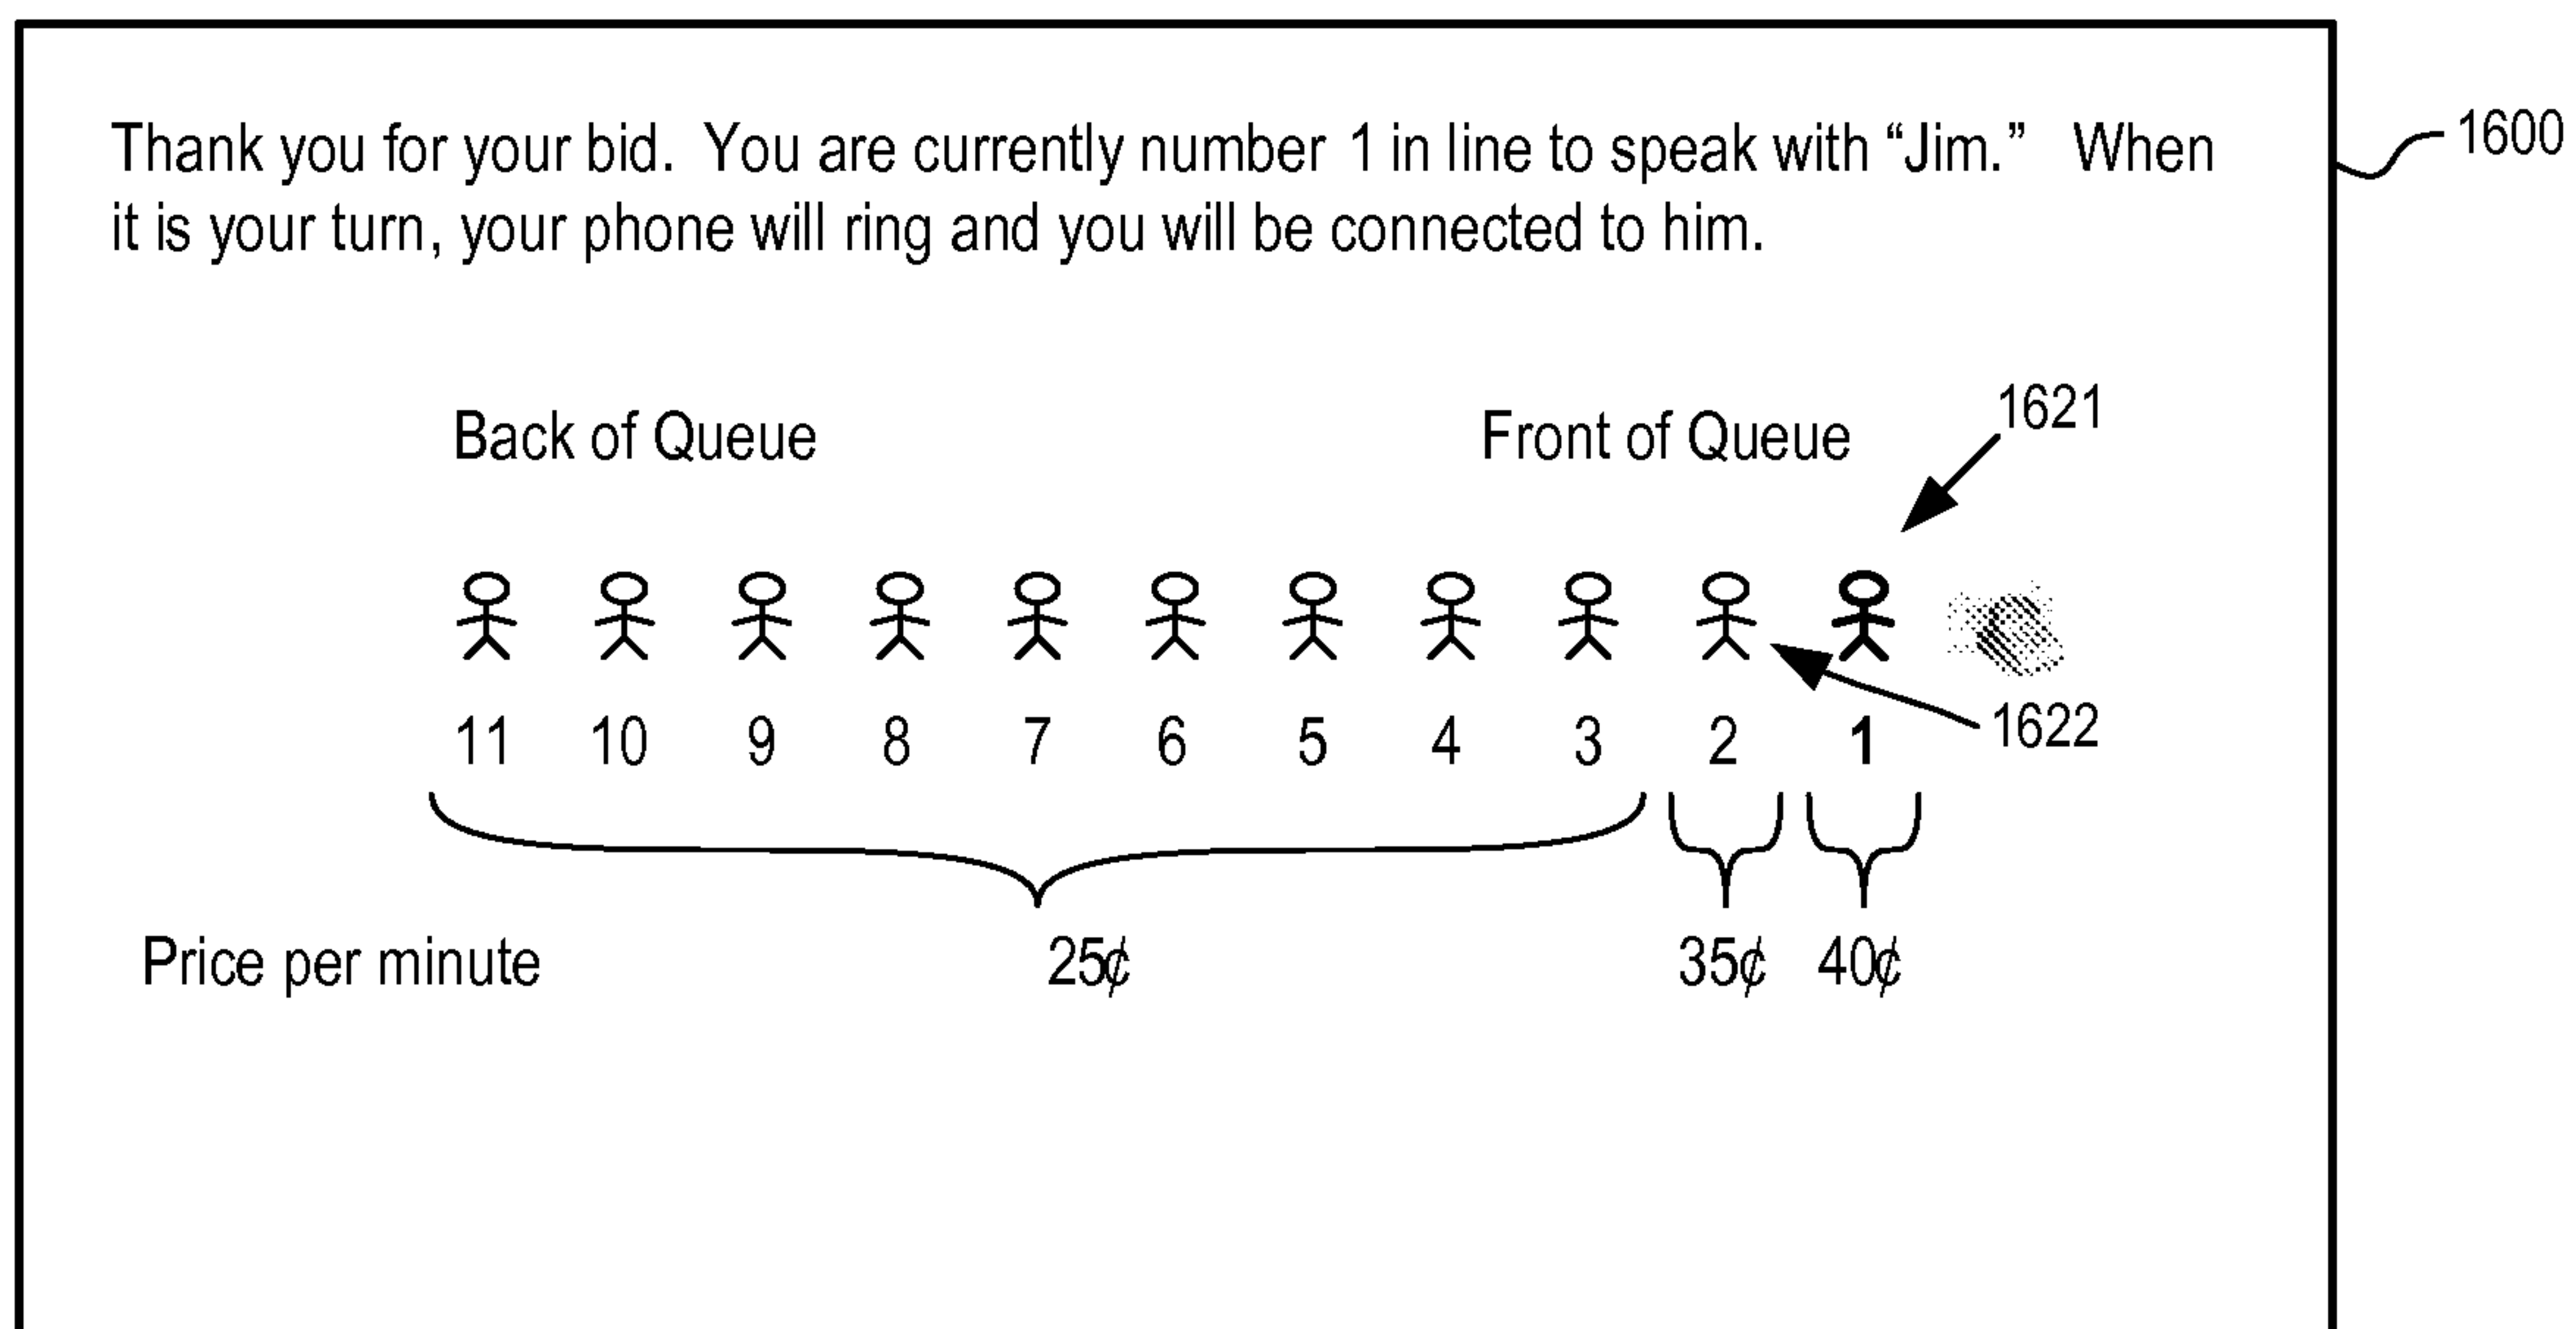 Thank you for your bid. You are currently number 1 in line to speak with “Jim.” When
it is your turn, your phone will ring and you will be connected to him.
1600
Back of Queue
Front of Queue
1621
11 10 9 8 7 6 5 4 3 2 1
1622
Price per minute 25¢ 35¢ 40¢